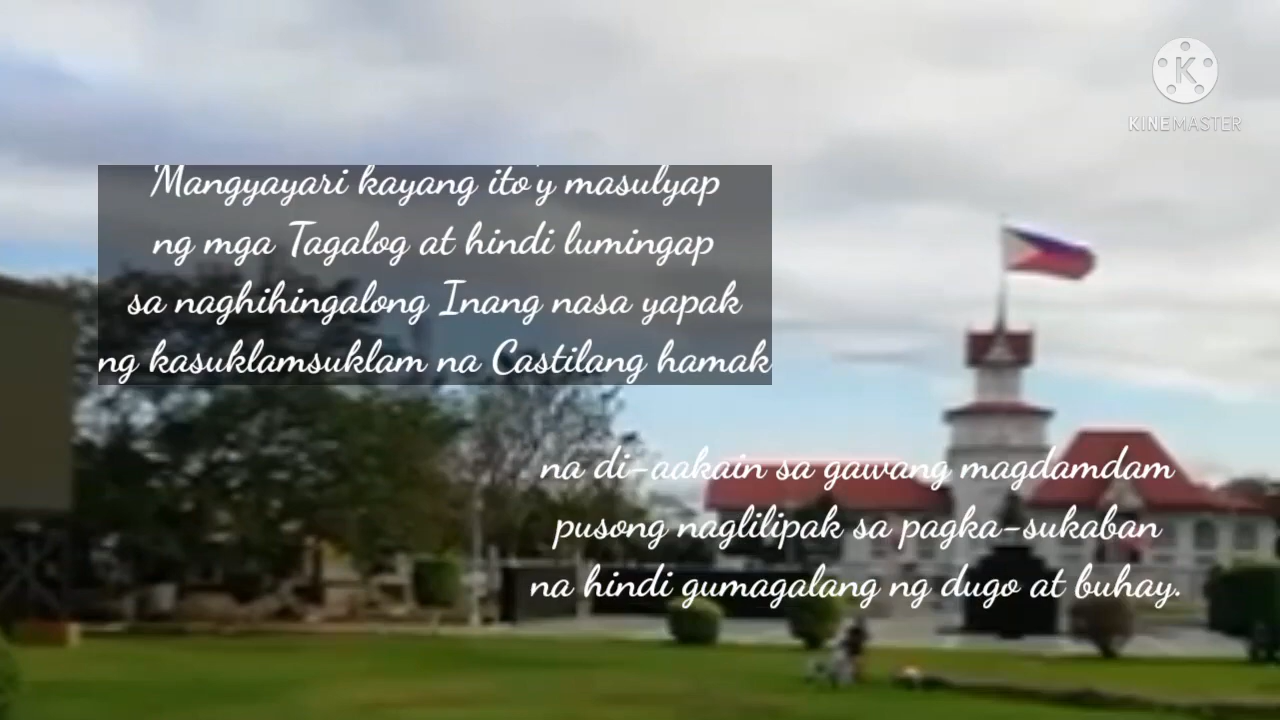 KINEMASTER
Mangyayari kayang ito'y masulyap
ng mga Tagalog at hindi lumingap
sa naghihingalong Inang nasa yapak
ng kasuklamsuklam na Castilang hamak
na di-aakain sa gawang magdamdam
pusong naglilipak sa pagka-sukaban
na hindi gumagalang ng dugo at buhay.